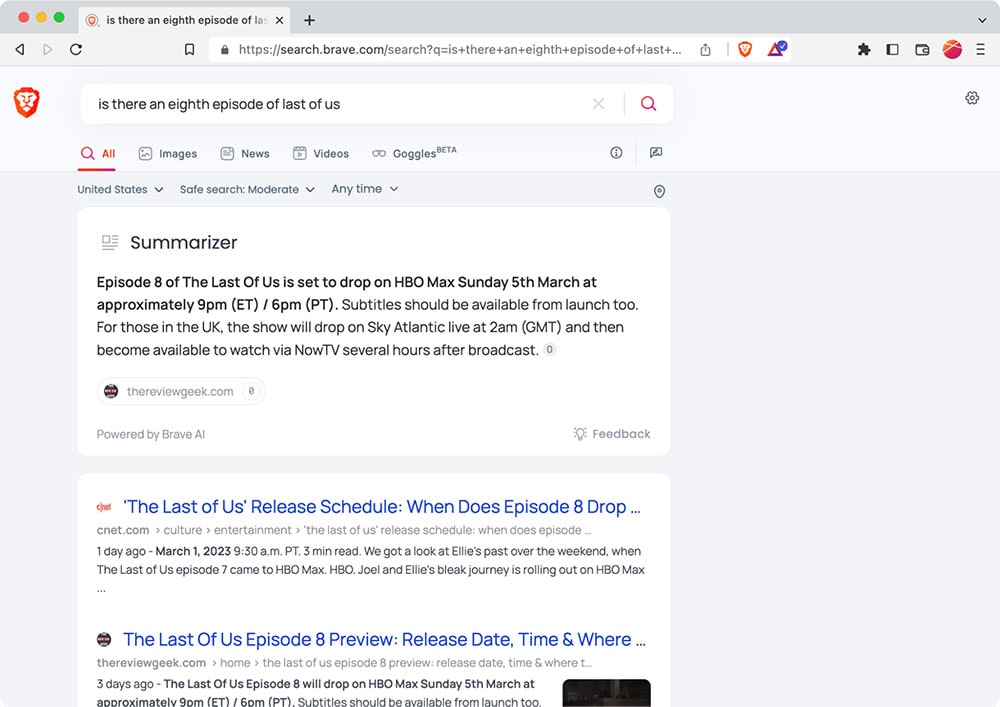 is there an eighth episode of las
https://search.brave.com/search?q=is+there+an+eighth+episode+of+last+...
is there an eighth episode of last of us
All Images News Videos Goggles BETA
United States Safe search: Moderate Any time
Summarizer
Episode 8 of The Last Of Us is set to drop on HBO Max Sunday 5th March at
approximately 9pm (ET) / 6pm (PT). Subtitles should be available from launch too.
For those in the UK, the show will drop on Sky Atlantic live at 2am (GMT) and then
become available to watch via NowTV several hours after broadcast. 0
thereviewgeek.com 0
Powered by Brave AI Feedback
c|net 'The Last of Us' Release Schedule: When Does Episode 8 Drop ...
cnet.com › culture › entertainment › 'the last of us' release schedule: when does episode ...
1 day ago - March 1, 2023 9:30 a.m. PT. 3 min read. We got a look at Ellie's past over the weekend, when
The Last of Us episode 7 came to HBO Max. HBO. Joel and Ellie's bleak journey is rolling out on HBO Max
...
The Last Of Us Episode 8 Preview: Release Date, Time & Where ...
thereviewgeek.com › home › the last of us episode 8 preview: release date, time & where t...
3 days ago - The Last Of Us Episode 8 will drop on HBO Max Sunday 5th March at
approximately 9pm (ET) / 6pm (PT). Subtitles should be available from launch too.